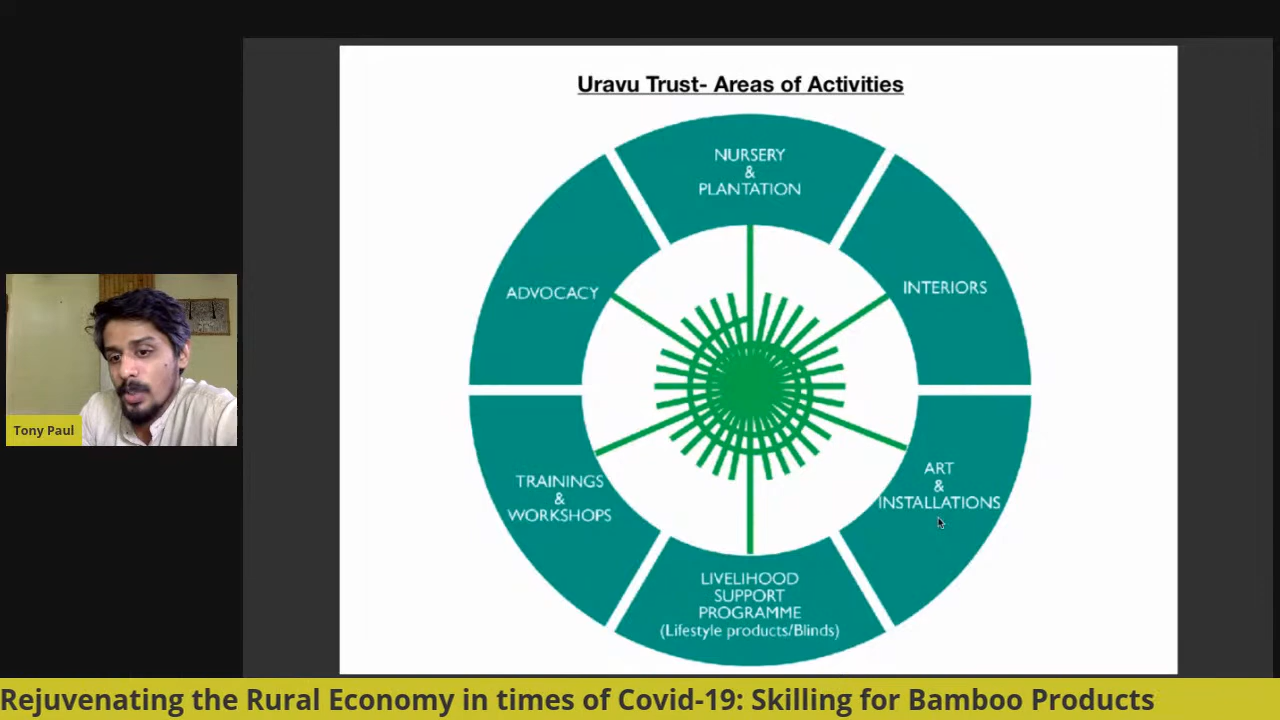 Uravu Trust- Areas of Activities
NURSERY
&
PLANTATION
INTERIORS
ADVOCACY
ART
&
INSTALLATIONS
TRAININGS
&
WORKSHOPS
LIVELIHOOD
SUPPORT
PROGRAMME
(Lifestyle products/Blinds)
Tony Paul
Rejuvenating the Rural Economy in times of Covid-19: Skilling for Bamboo Products